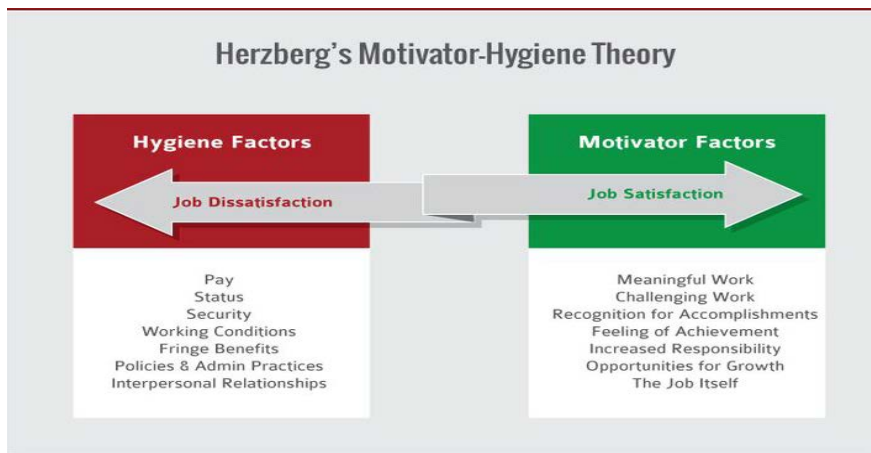 Herzberg's Motivator-Hygiene Theory
Hygiene Factors
Job Dissatisfaction
Pay
Status
Security
Working Conditions
Fringe Benefits
Policies & Admin Practices
Interpersonal Relationships
Motivator Factors
Job Satisfaction
Meaningful Work
Challenging Work
Recognition for Accomplishments
Feeling of Achievement
Increased Responsibility
Opportunities for Growth
The Job Itself